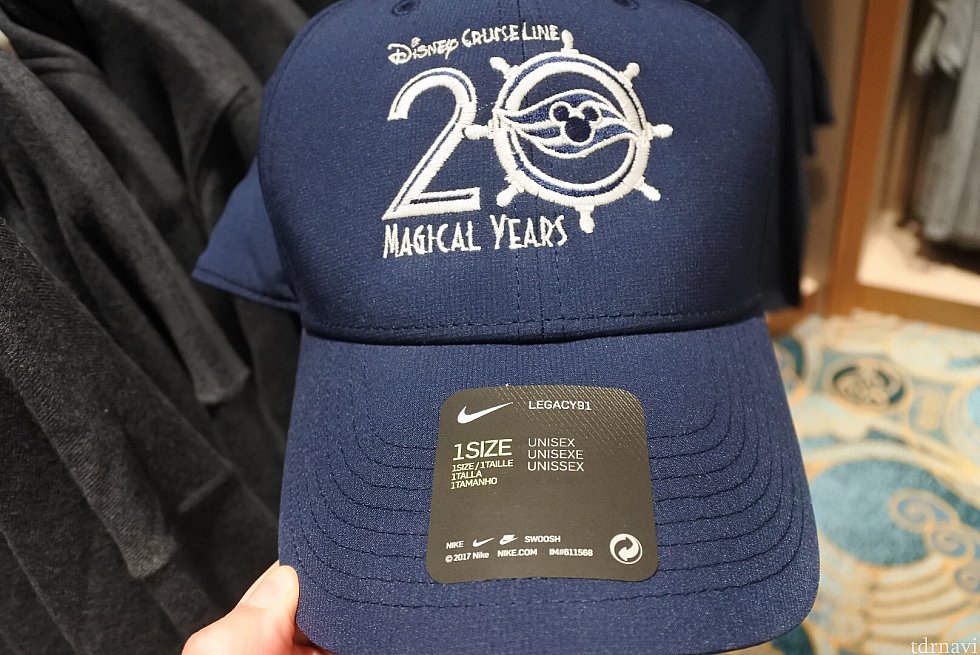 Disney Cruise Line
20
Magical Years
LEGACY91
1SIZE
1SIZE / 1TAILLE
1TALLA
1TAMANHO
UNISEX
UNISEXE
UNISSEX
NIKE SWOOSH
© 2017 Nike NIKE.COM IM#611568
tdrnavi